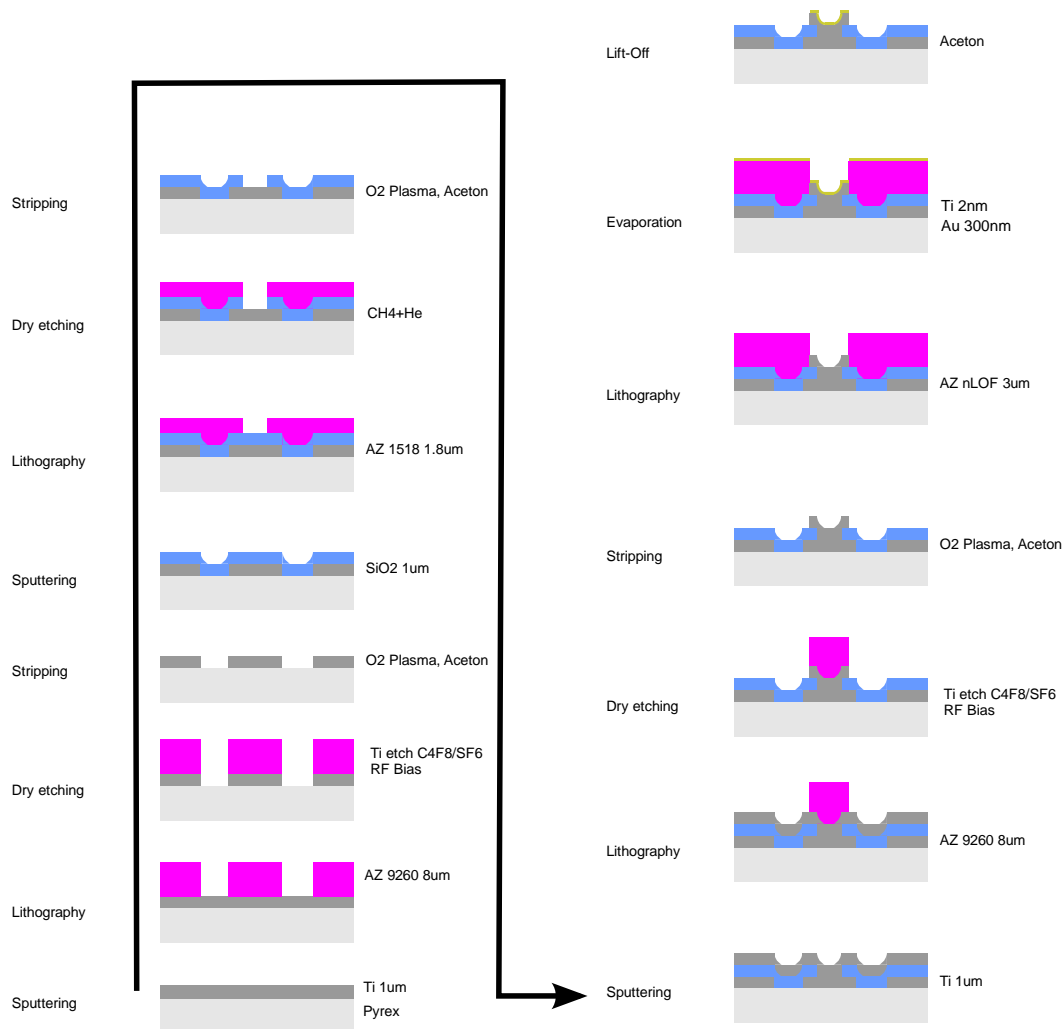 Stripping
O2 Plasma, Aceton
Dry etching
CH4+He
Lithography
AZ 1518 1.8um
Sputtering
SiO2 1um
Stripping
O2 Plasma, Aceton
Dry etching
Ti etch C4F8/SF6
RF Bias
Lithography
AZ 9260 8um
Sputtering
Ti 1um
Pyrex
Lift-Off
Aceton
Evaporation
Ti 2nm
Au 300nm
Lithography
AZ nLOF 3um
Stripping
O2 Plasma, Aceton
Dry etching
Ti etch C4F8/SF6
RF Bias
Lithography
AZ 9260 8um
Sputtering
Ti 1um